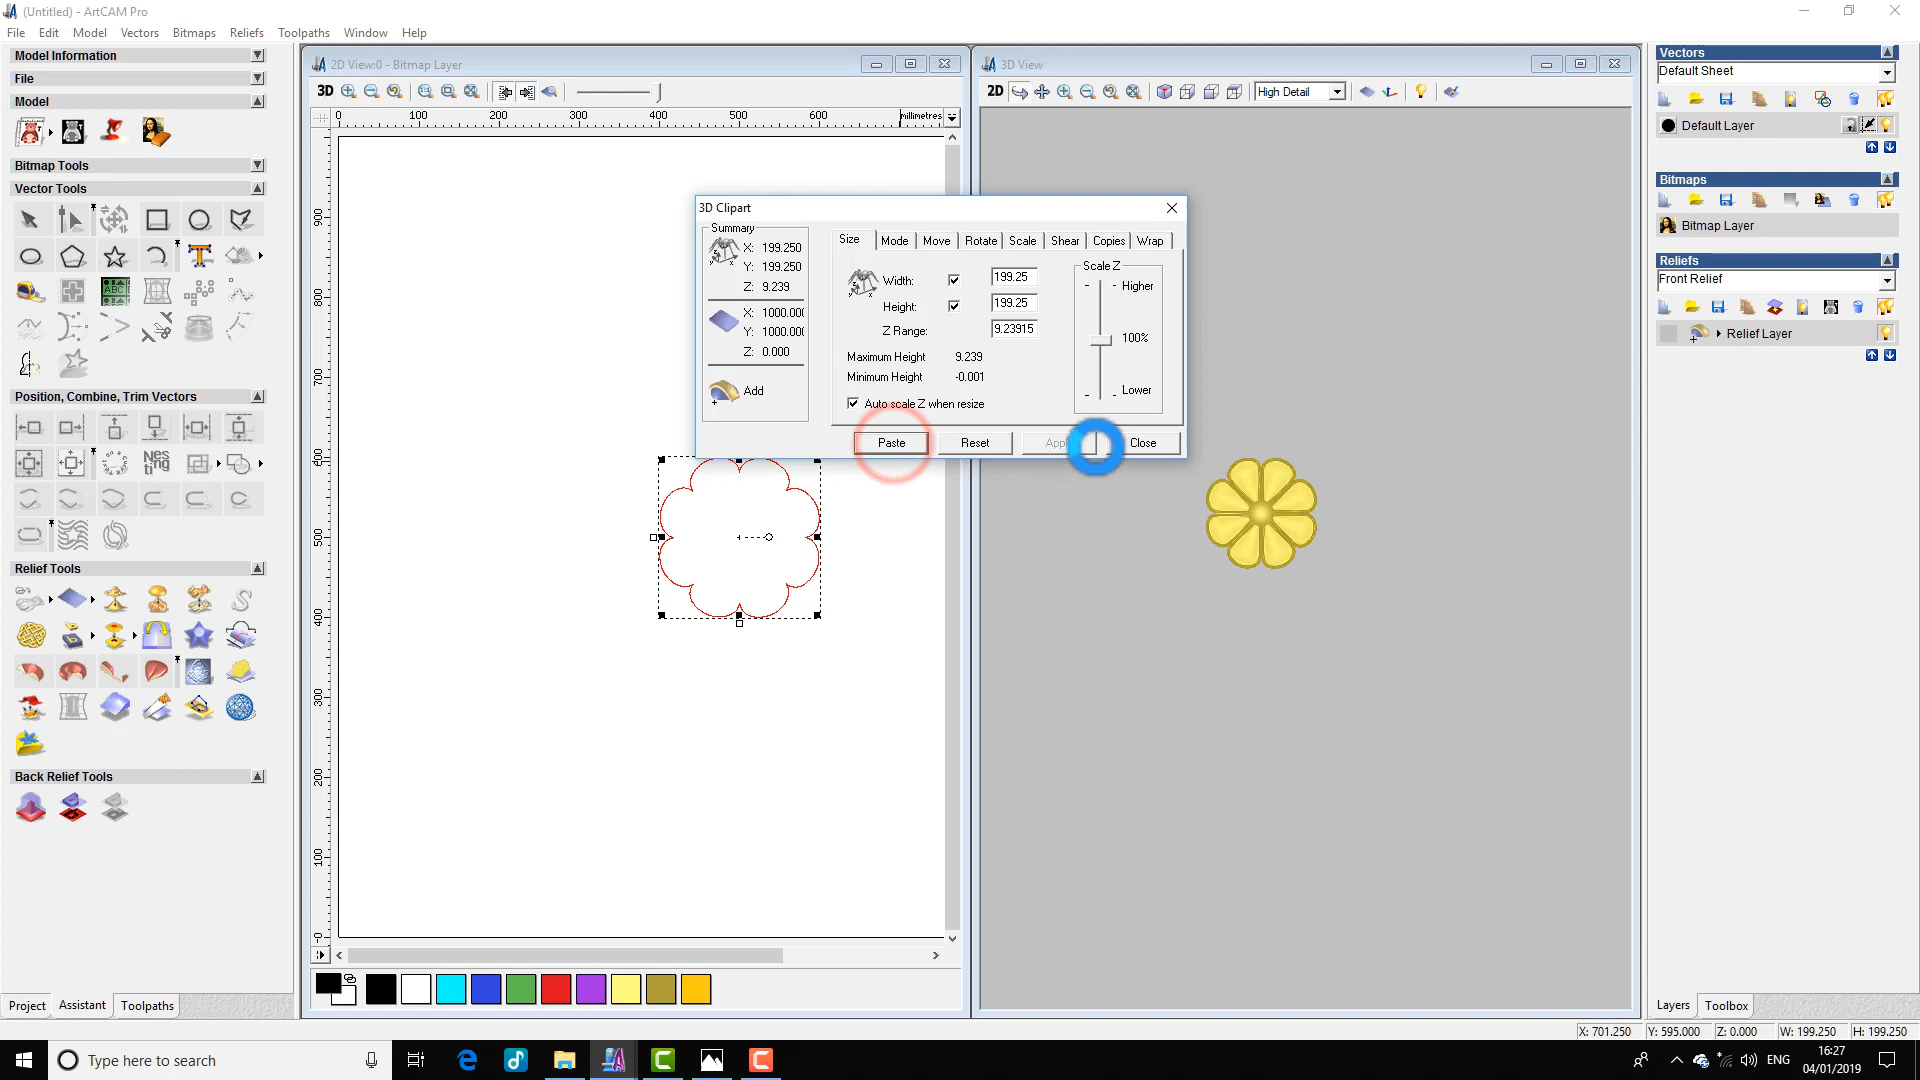 (Untitled) - ArtCAM Pro
File Edit Model Vectors Bitmaps Reliefs Toolpaths Window Help
Model Information
File
Model
Bitmap Tools
Vector Tools
Position, Combine, Trim Vectors
Nes ting
Relief Tools
Back Relief Tools
Project Assistant Toolpaths
2D View:0 - Bitmap Layer
3D
0 100 200 300 400 500 600 millimetres
900
800
700
600
500
400
300
200
100
-0
3D Clipart
Summary
X: 199.250
Y: 199.250
Z: 9.239
X: 1000.000
Y: 1000.000
Z: 0.000
Add
Size Mode Move Rotate Scale Shear Copies Wrap
Width: 199.25
Height: 199.25
Z Range: 9.23915
Maximum Height 9.239
Minimum Height -0.001
Auto scale Z when resize
Scale Z
Higher
100%
Lower
Paste Reset Close
3D View
2D High Detail
Vectors
Default Sheet
Default Layer
Bitmaps
Bitmap Layer
Reliefs
Front Relief
Relief Layer
Layers Toolbox
X: 701.250 Y: 595.000 Z: 0.000 W: 199.250 H: 199.250
Type here to search
ENG
16:27
04/01/2019